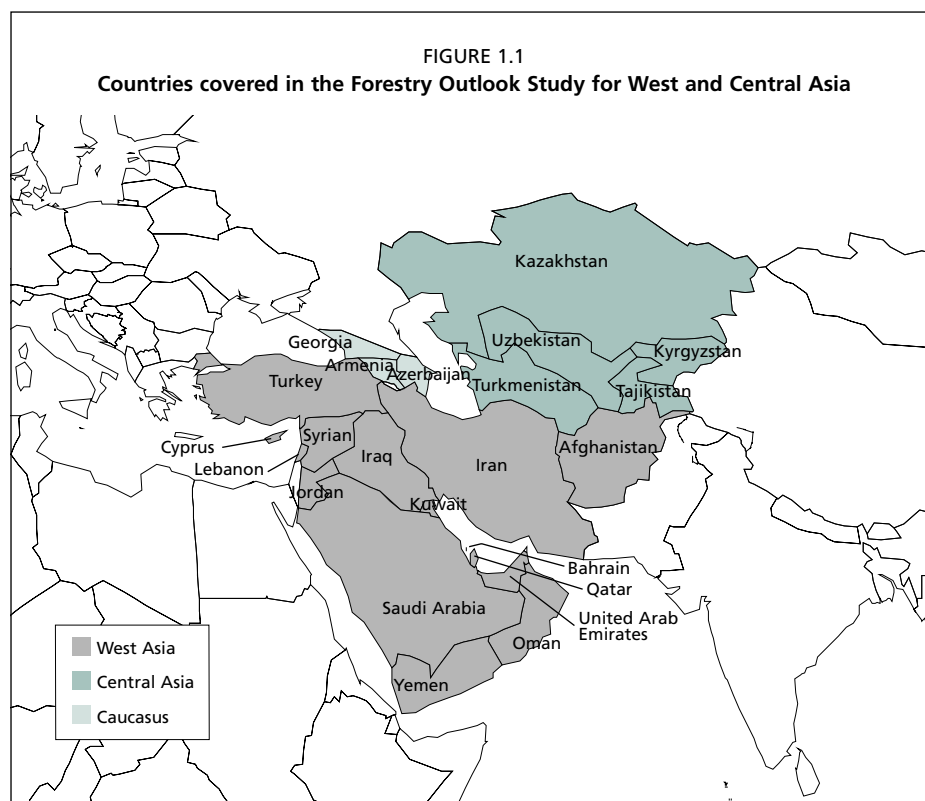 FIGURE 1.1
Countries covered in the Forestry Outlook Study for West and Central Asia
Kazakhstan
Georgia
Uzbekistan
Kyrgyzstan
Armenia
Azerbaijan
Turkey
Turkmenistan
Tajikistan
Cyprus
Syrian
Afghanistan
Lebanon
Iraq
Iran
Jordan
Kuwait
Bahrain
Qatar
Saudi Arabia
United Arab
Emirates
Oman
Yemen
West Asia
Central Asia
Caucasus